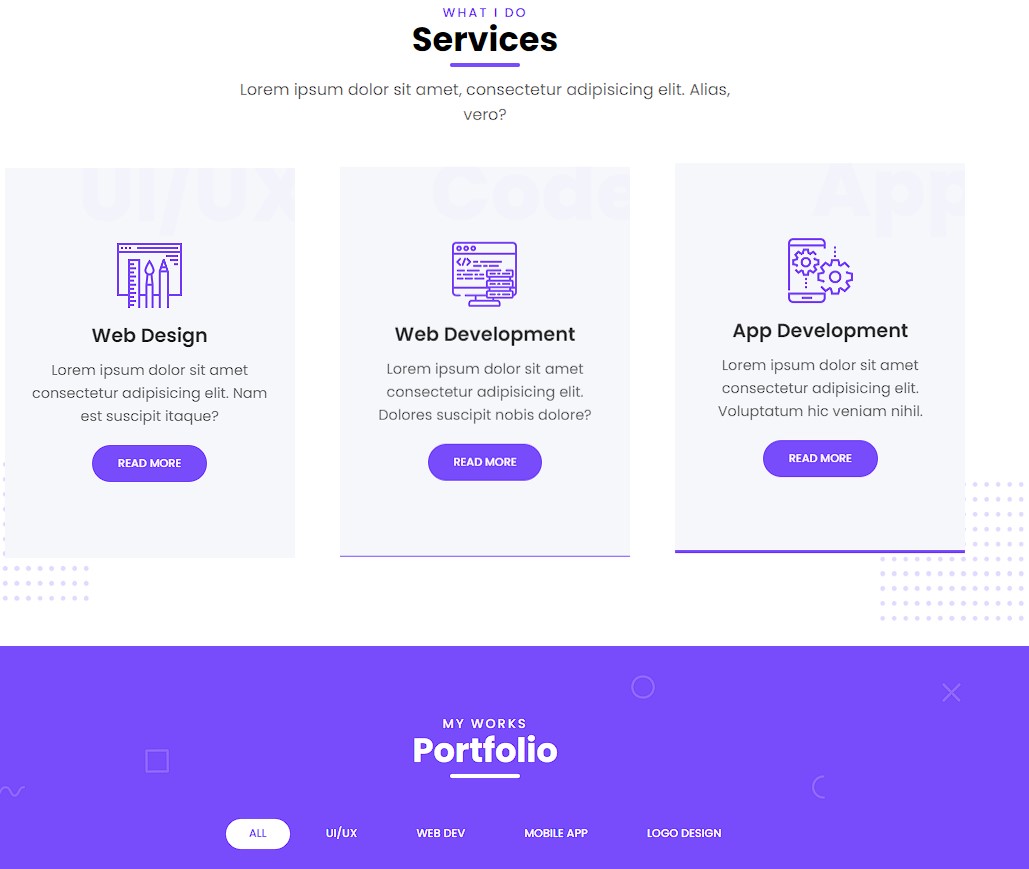 WHAT I DO
Services
Lorem ipsum dolor sit amet, consectetur adipisicing elit. Alias,
vero?
UI/UX
Web Design
Lorem ipsum dolor sit amet
consectetur adipisicing elit. Nam
est suscipit itaque?
READ MORE
Code
Web Development
Lorem ipsum dolor sit amet
consectetur adipisicing elit.
Dolores suscipit nobis dolore?
READ MORE
App
App Development
Lorem ipsum dolor sit amet
consectetur adipisicing elit.
Voluptatum hic veniam nihil.
READ MORE
MY WORKS
Portfolio
ALL UI/UX WEB DEV MOBILE APP LOGO DESIGN